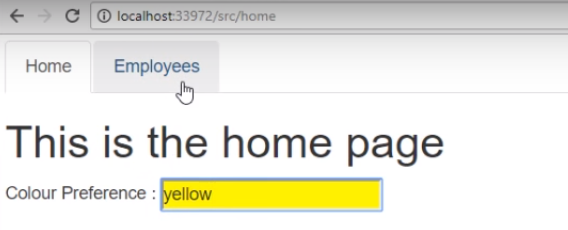 localhost:33972/src/home
Home Employees
This is the home page
Colour Preference : yellow